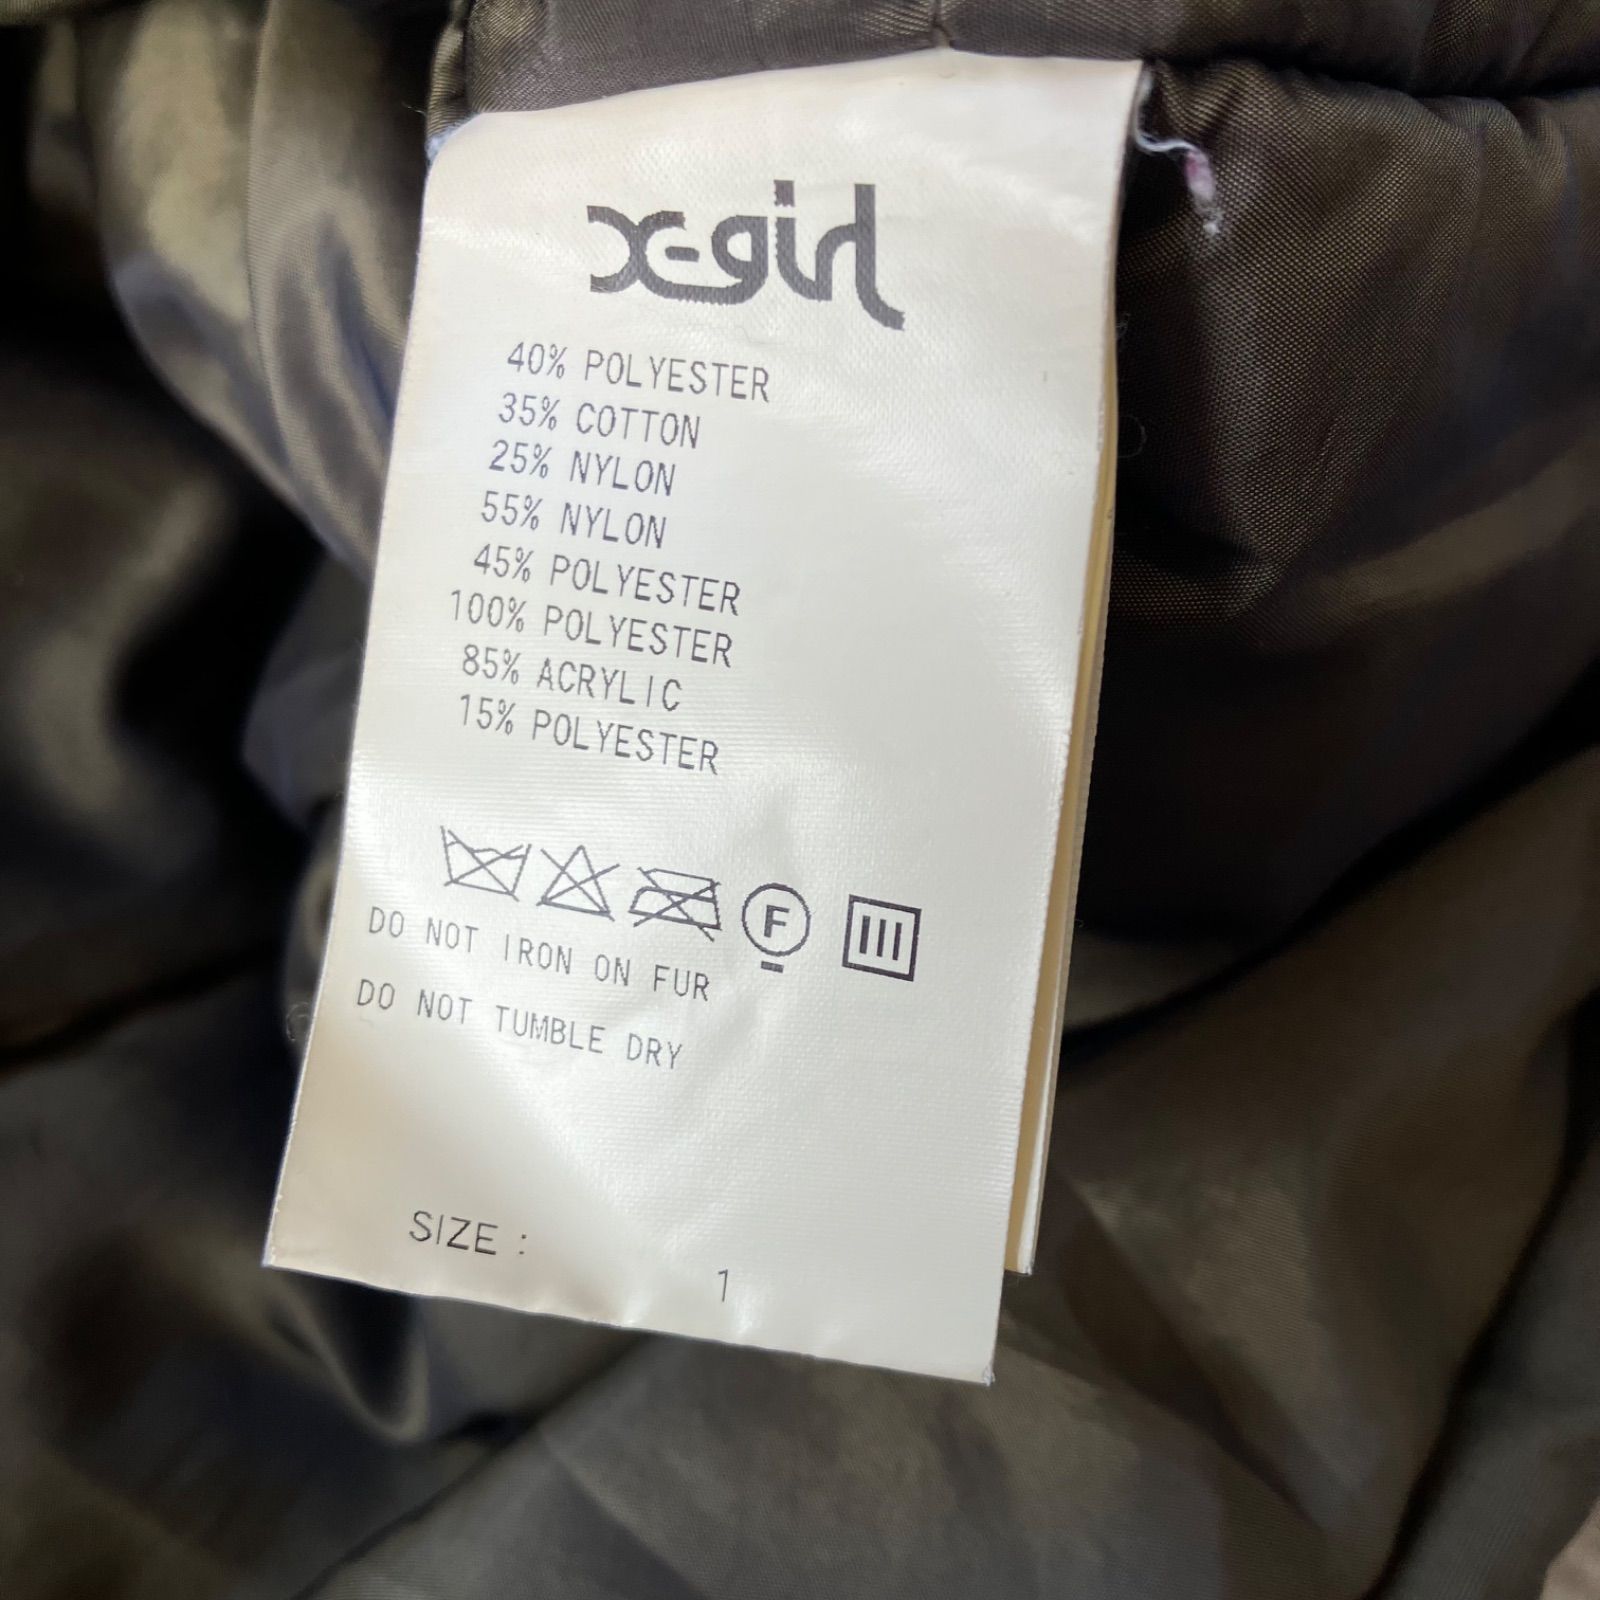 X-girl
40% POLYESTER
35% COTTON
25% NYLON
55% NYLON
45% POLYESTER
100% POLYESTER
85% ACRYLIC
15% POLYESTER
F
DO NOT IRON ON FUR
DO NOT TUMBLE DRY
SIZE : 1